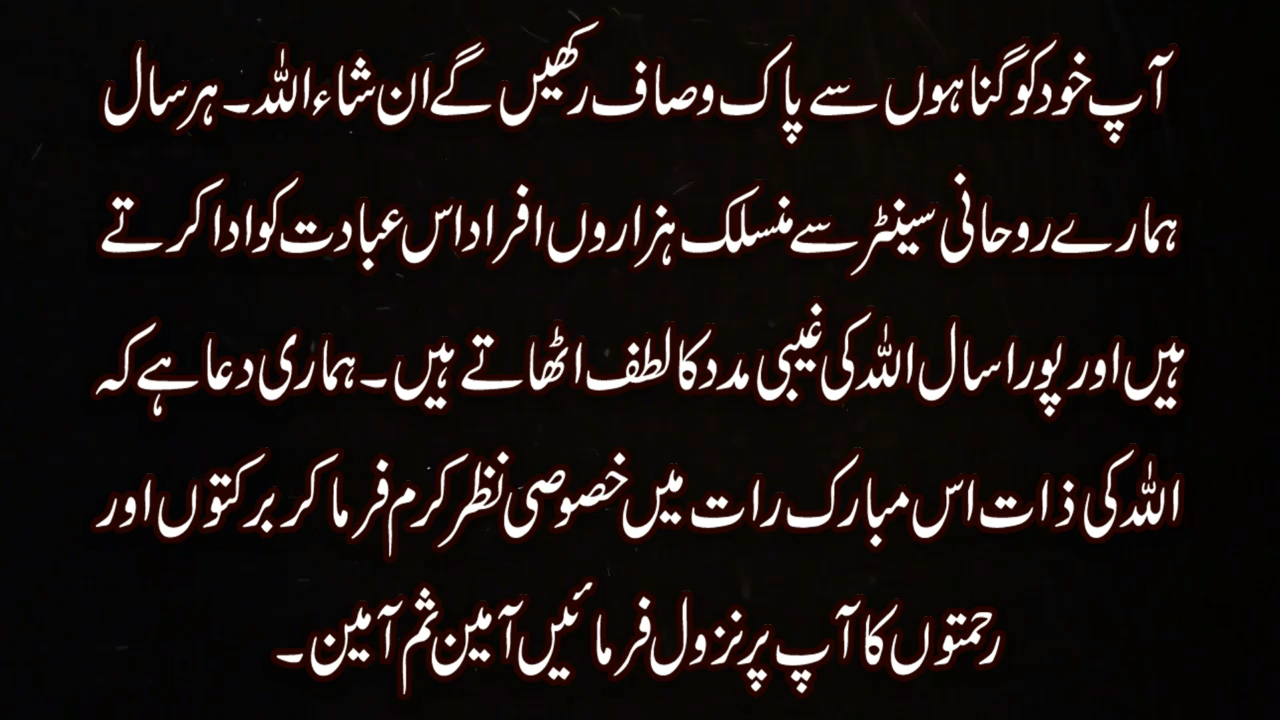 آپ خود کو گناہوں سے پاک و صاف رکھیں گے ان شاء اللہ۔ ہر سال
ہمارے روحانی سینٹر سے منسلک ہزاروں افراد اس عبادت کو ادا کرتے
ہیں اور پورا سال اللہ کی غیبی مدد کا لطف اٹھاتے ہیں۔ ہماری دعا ہے کہ
اللہ کی ذات اس مبارک رات میں خصوصی نظر کرم فرما کر برکتوں اور
رحمتوں کا آپ پر نزول فرمائیں آمین ثم آمین۔